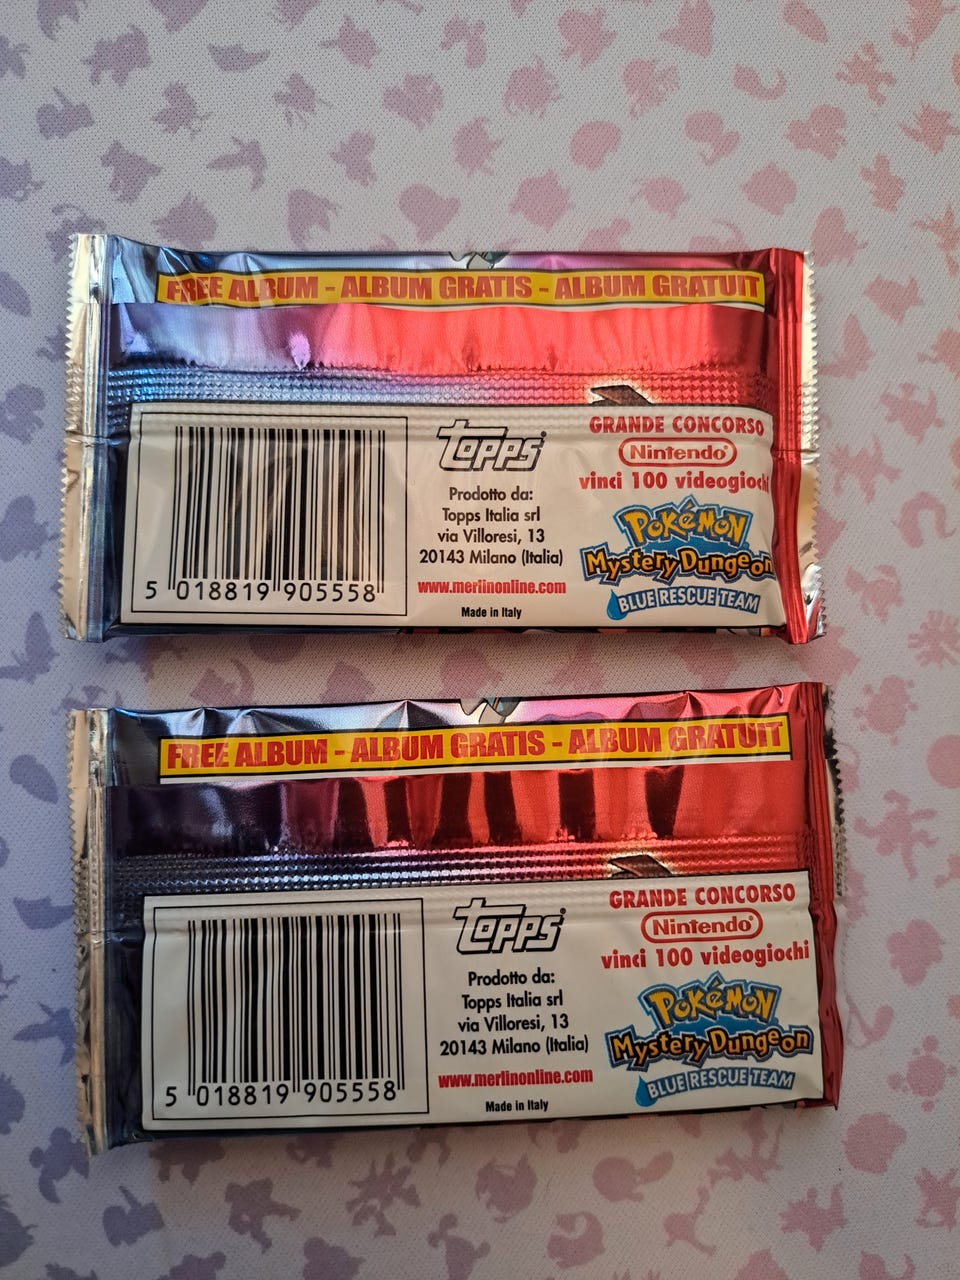 FREE ALBUM - ALBUM GRATIS - ALBUM GRATUIT
5 018819 905558
Topps
Prodotto da:
Topps Italia srl
via Villoresi, 13
20143 Milano (Italia)
www.merlinonline.com
Made in Italy
GRANDE CONCORSO
Nintendo®
vinci 100 videogiochi
POKéMON
Mystery Dungeon
BLUE RESCUE TEAM
FREE ALBUM - ALBUM GRATIS - ALBUM GRATUIT
5 018819 905558
Topps
Prodotto da:
Topps Italia srl
via Villoresi, 13
20143 Milano (Italia)
www.merlinonline.com
Made in Italy
GRANDE CONCORSO
Nintendo®
vinci 100 videogiochi
POKéMON
Mystery Dungeon
BLUE RESCUE TEAM